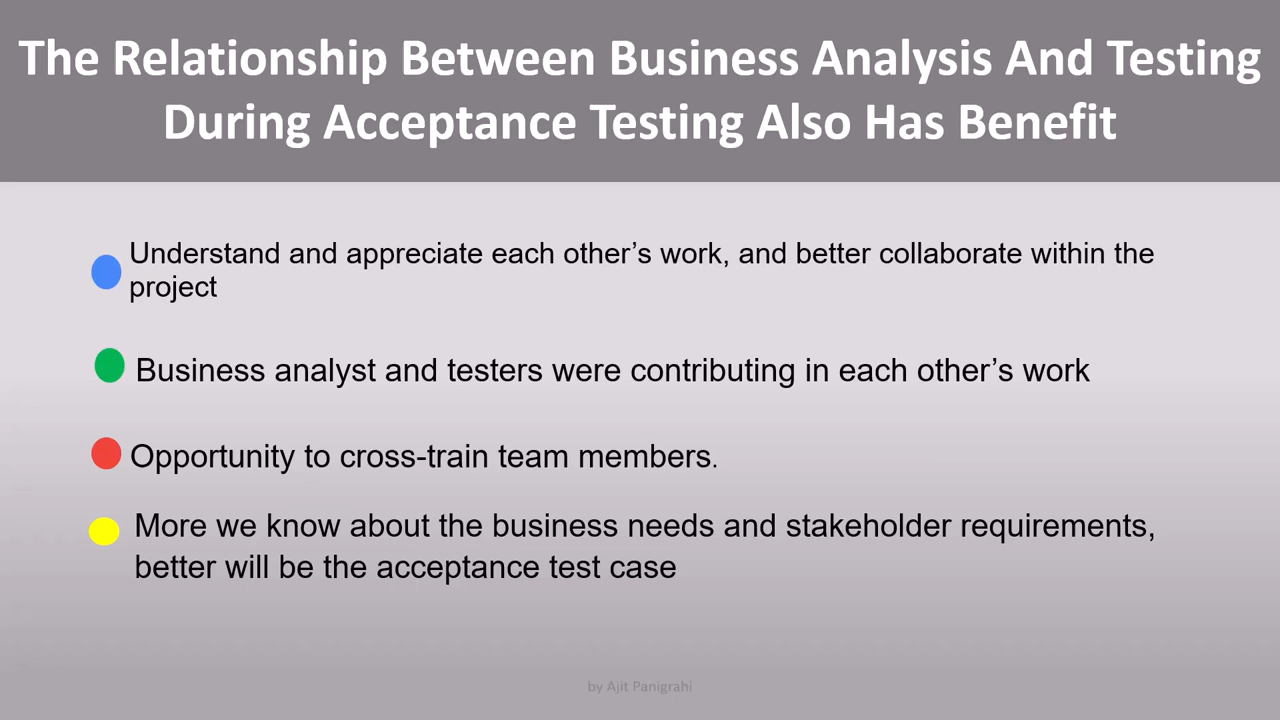 The Relationship Between Business Analysis And Testing
During Acceptance Testing Also Has Benefit
Understand and appreciate each other’s work, and better collaborate within the
project
Business analyst and testers were contributing in each other’s work
Opportunity to cross-train team members.
More we know about the business needs and stakeholder requirements,
better will be the acceptance test case
by Ajit Panigrahi